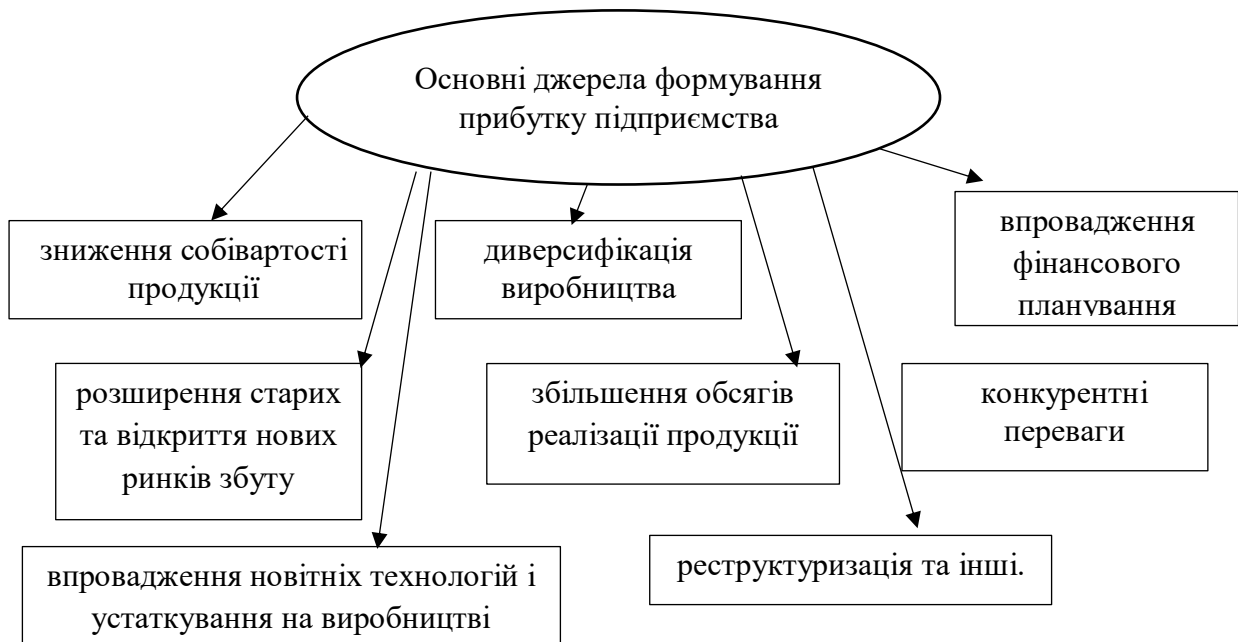 Основні джерела формування
прибутку підприємства
зниження собівартості
продукції
диверсифікація
виробництва
впровадження
фінансового
планування
розширення старих
та відкриття нових
ринків збуту
збільшення обсягів
реалізації продукції
конкурентні
переваги
впровадження новітніх технологій і
устаткування на виробництві
реструктуризація та інші.